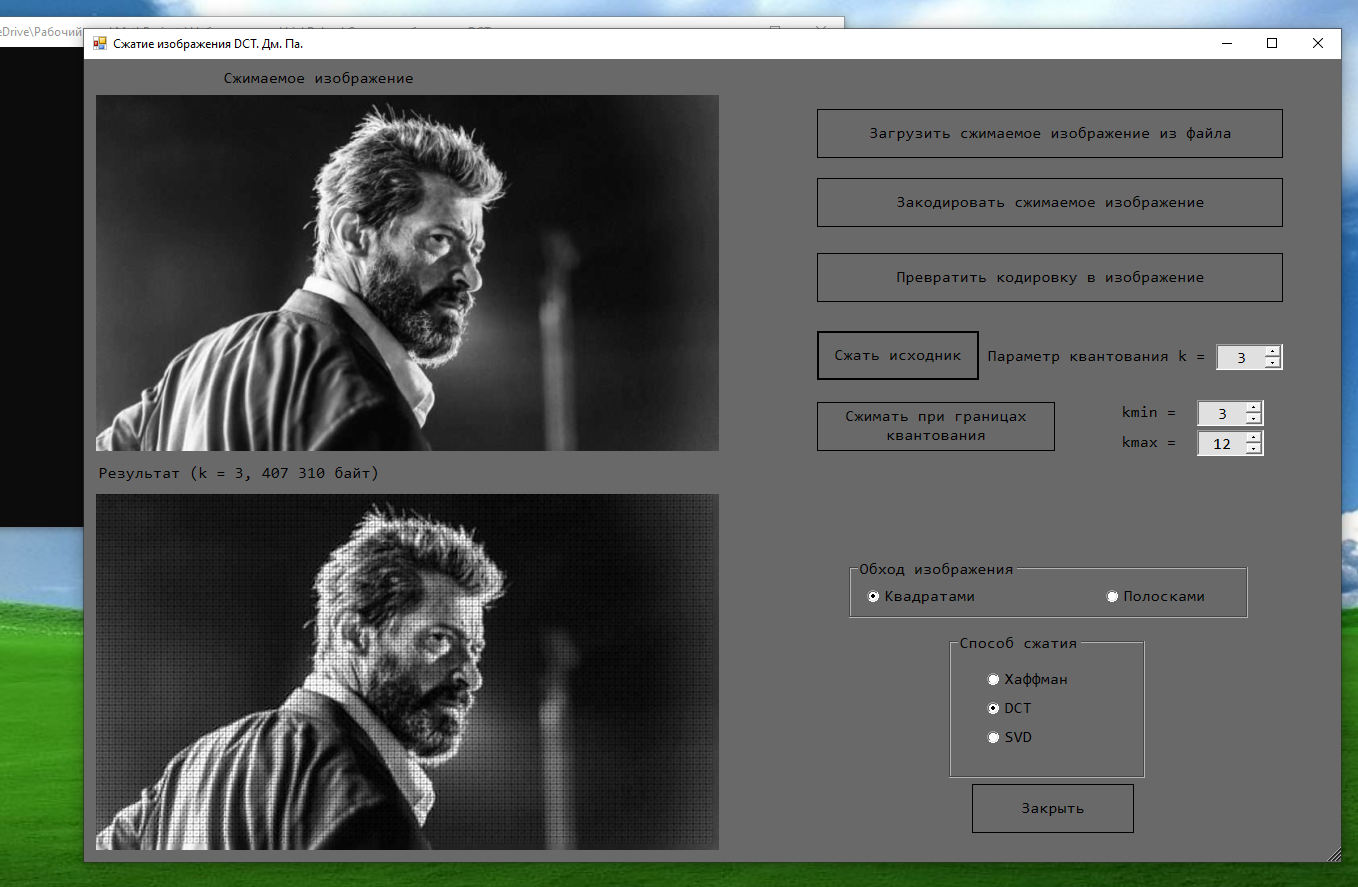 eDrive\Рабочий
Сжатие изображения DCT. Дм. Па.
Сжимаемое изображение
Загрузить сжимаемое изображение из файла
Закодировать сжимаемое изображение
Превратить кодировку в изображение
Сжать исходник
Параметр квантования k =
3
Сжимать при границах
квантования
kmin =
3
kmax =
12
Результат (k = 3, 407 310 байт)
Обход изображения
Квадратами
Полосками
Способ сжатия
Хаффман
DCT
SVD
Закрыть